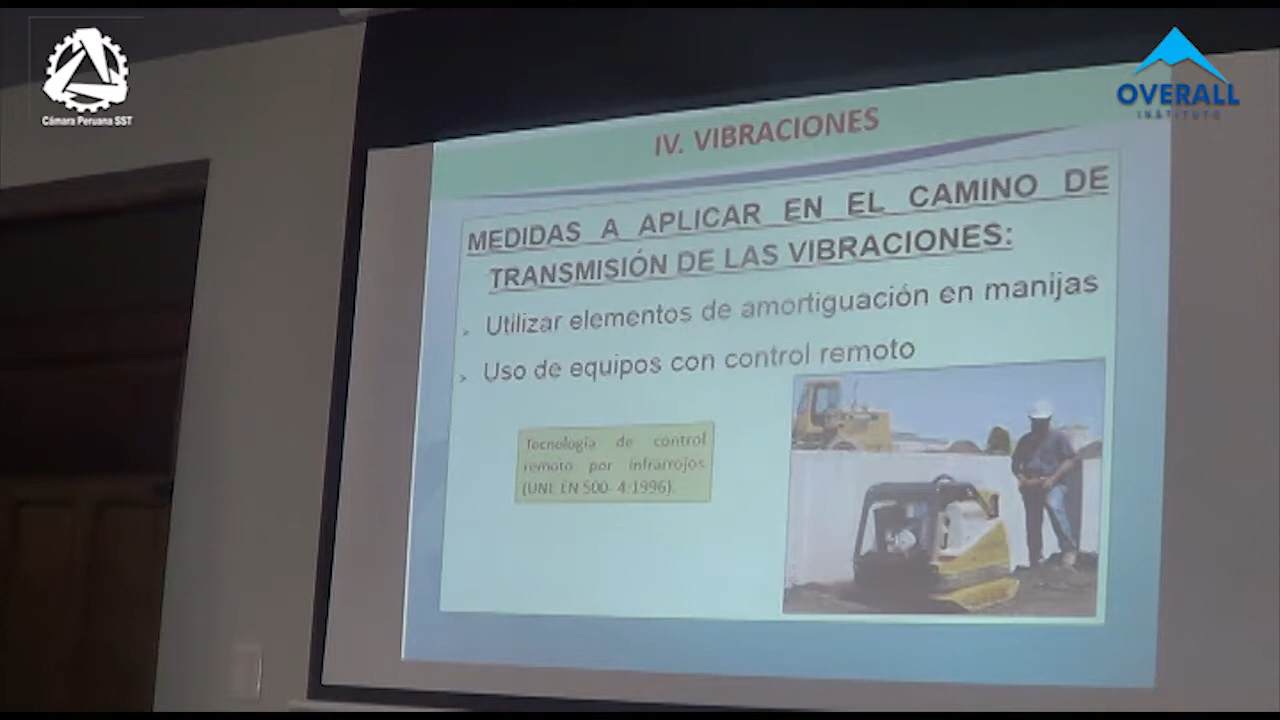 Cámara Peruana SST
OVERALL
INSTITUTO
IV. VIBRACIONES
MEDIDAS A APLICAR EN EL CAMINO DE
TRANSMISIÓN DE LAS VIBRACIONES:
Utilizar elementos de amortiguación en manijas
Uso de equipos con control remoto
Tecnología de control
remoto por infrarrojos
(UNE EN 500- 4:1996).